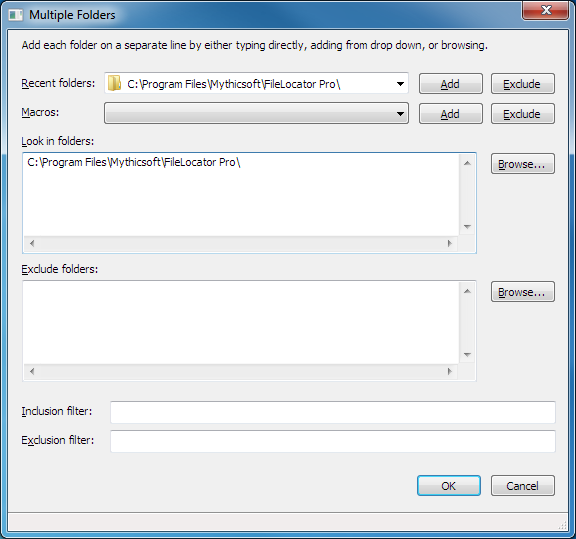 Multiple Folders
Add each folder on a separate line by either typing directly, adding from drop down, or browsing.
Recent folders: C:\Program Files\Mythicsoft\FileLocator Pro\ Add Exclude
Macros: Add Exclude
Look in folders:
C:\Program Files\Mythicsoft\FileLocator Pro\ Browse...
Exclude folders:
Browse...
Inclusion filter:
Exclusion filter:
OK Cancel